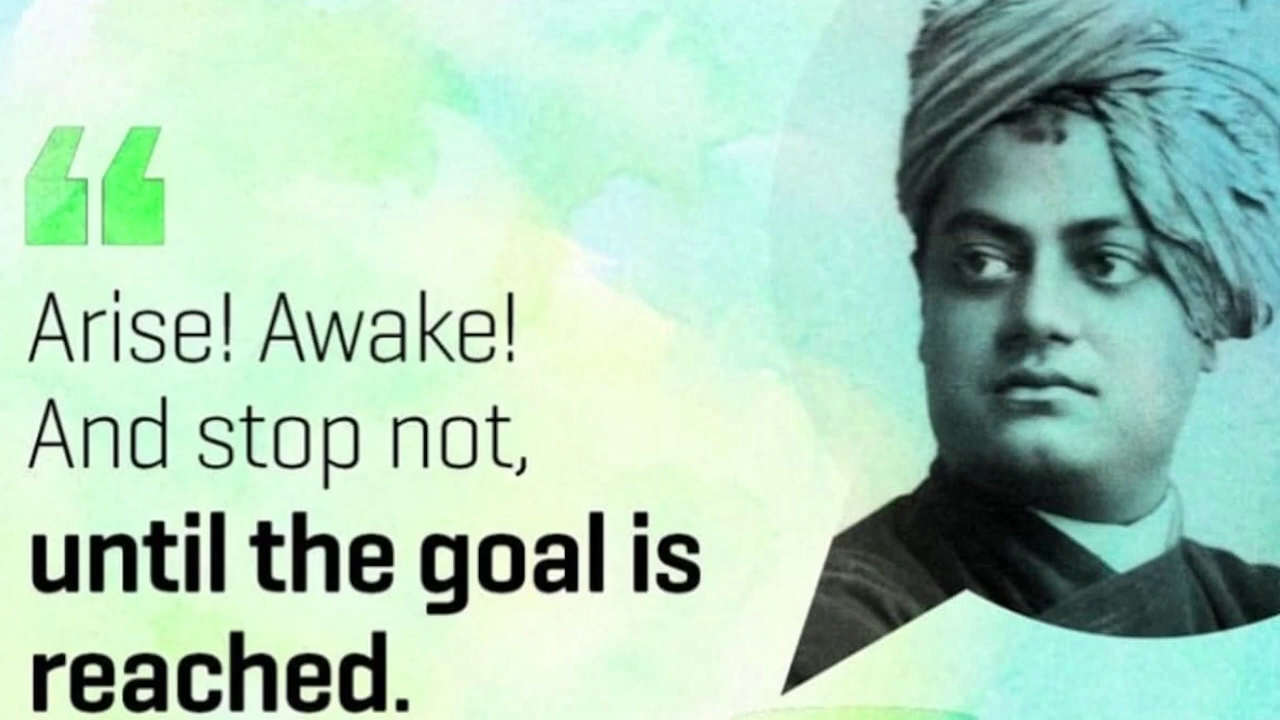 “
Arise! Awake!
And stop not,
until the goal is
reached.